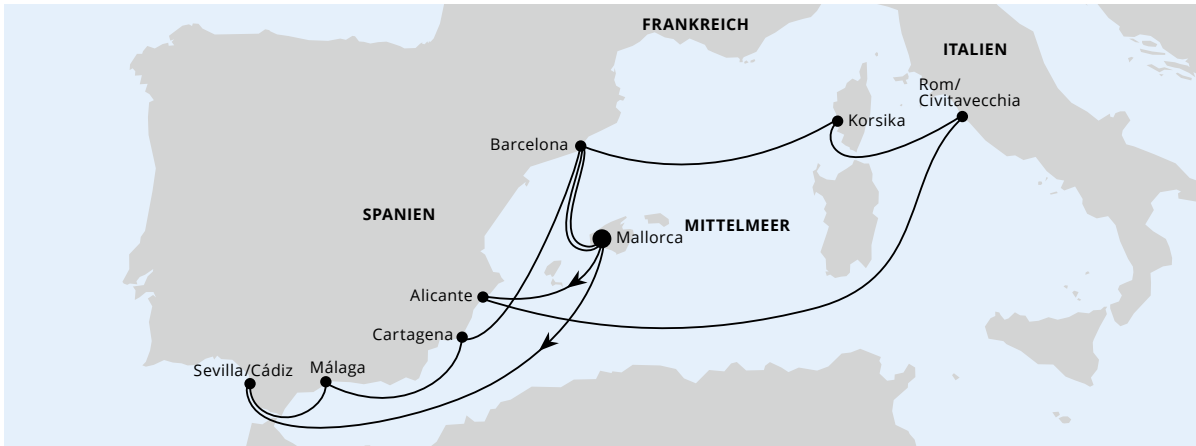 FRANKREICH
ITALIEN
Rom/
Civitavecchia
Korsika
Barcelona
SPANIEN
MITTELMEER
Mallorca
Alicante
Cartagena
Málaga
Sevilla/Cádiz